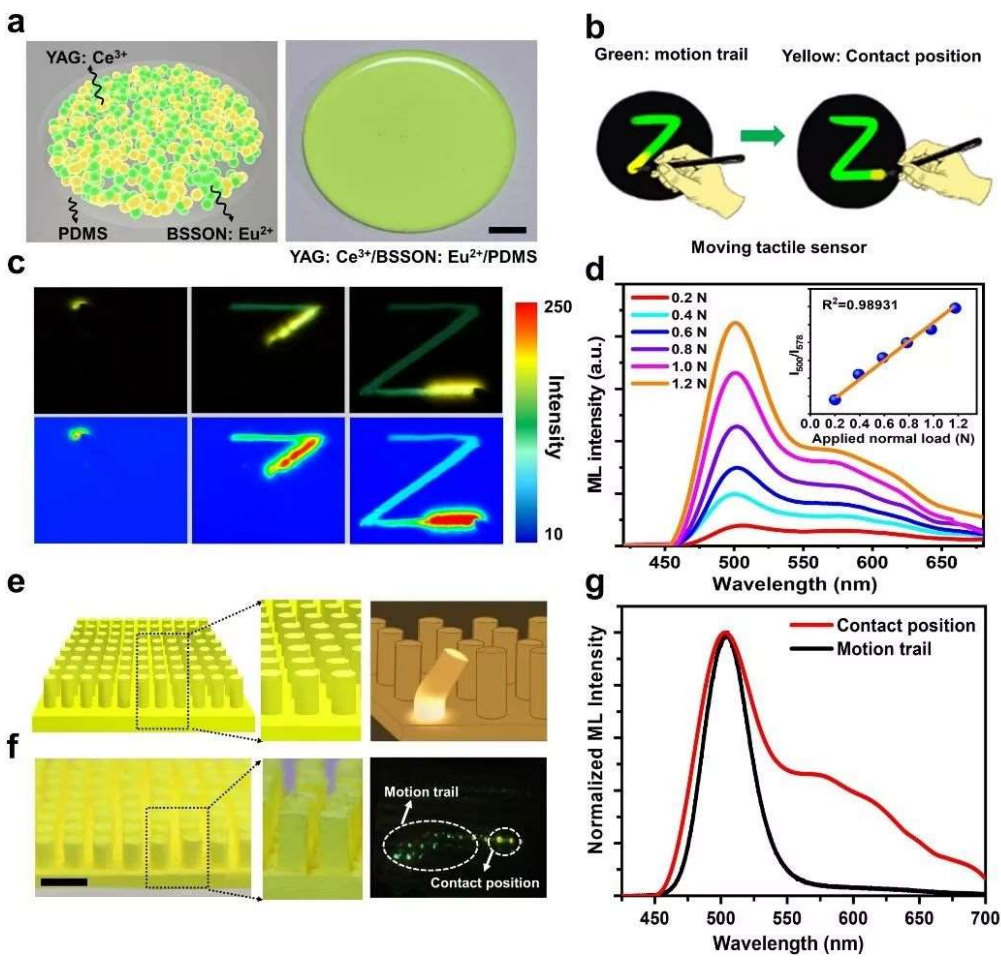 a
YAG: Ce³⁺
PDMS
BSSON: Eu²⁺
YAG: Ce³⁺/BSSON: Eu²⁺/PDMS
b
Green: motion trail
Yellow: Contact position
Moving tactile sensor
c
250
Intensity
10
d
ML intensity (a.u.)
0.2 N
0.4 N
0.6 N
0.8 N
1.0 N
1.2 N
R²=0.98931
I₅₀₀/I₅₇₈
0 0.2 0.4 0.6 0.8 1.0 1.2
Applied normal load (N)
450 500 550 600 650
Wavelength (nm)
e
f
Motion trail
Contact position
g
Normalized ML Intensity
Contact position
Motion trail
450 500 550 600 650 700
Wavelength (nm)